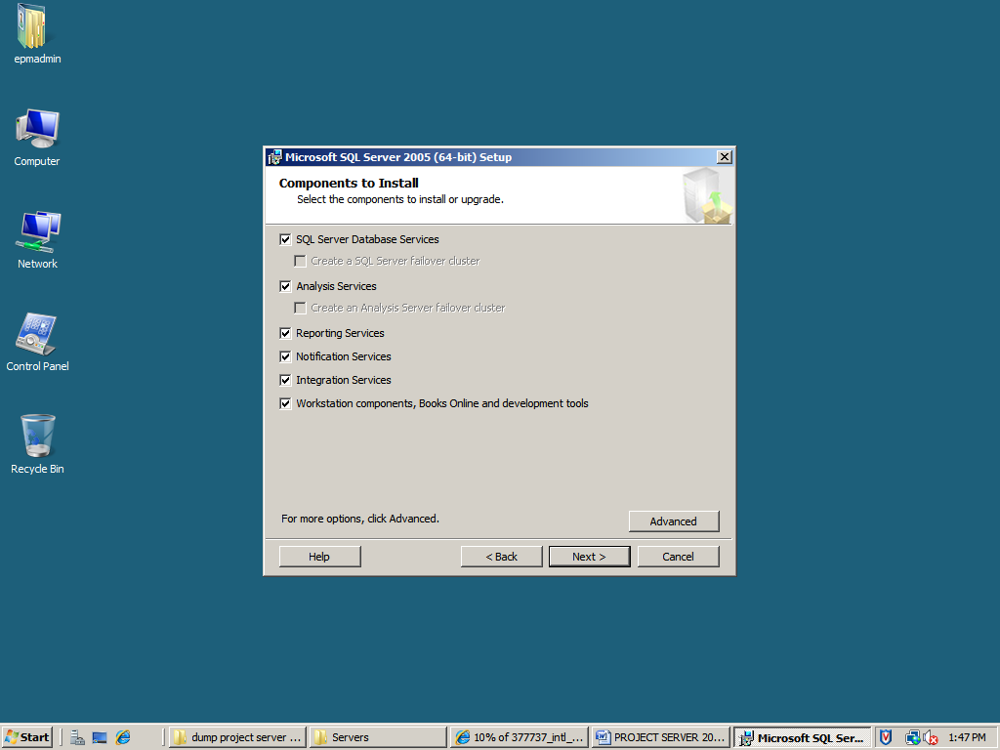 epmadmin
Computer
Network
Control Panel
Recycle Bin
Microsoft SQL Server 2005 (64-bit) Setup
Components to Install
Select the components to install or upgrade.
SQL Server Database Services
Create a SQL Server failover cluster
Analysis Services
Create an Analysis Server failover cluster
Reporting Services
Notification Services
Integration Services
Workstation components, Books Online and development tools
For more options, click Advanced.
Advanced
Help
< Back
Next >
Cancel
Start
dump project server ...
Servers
10% of 377737_intl_...
PROJECT SERVER 20...
Microsoft SQL Ser...
1:47 PM